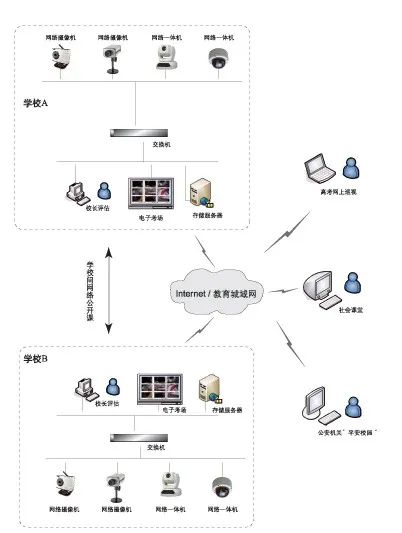 网络摄像机 网络摄像机 网络一体机 网络一体机
学校A
交换机
校长评估
电子考场
存储服务器
高考网上巡视
学校间网络公开课
Internet / 教育城域网
社会课堂
学校B
校长评估
电子考场
存储服务器
公安机关“平安校园”
交换机
网络摄像机 网络摄像机 网络一体机 网络一体机